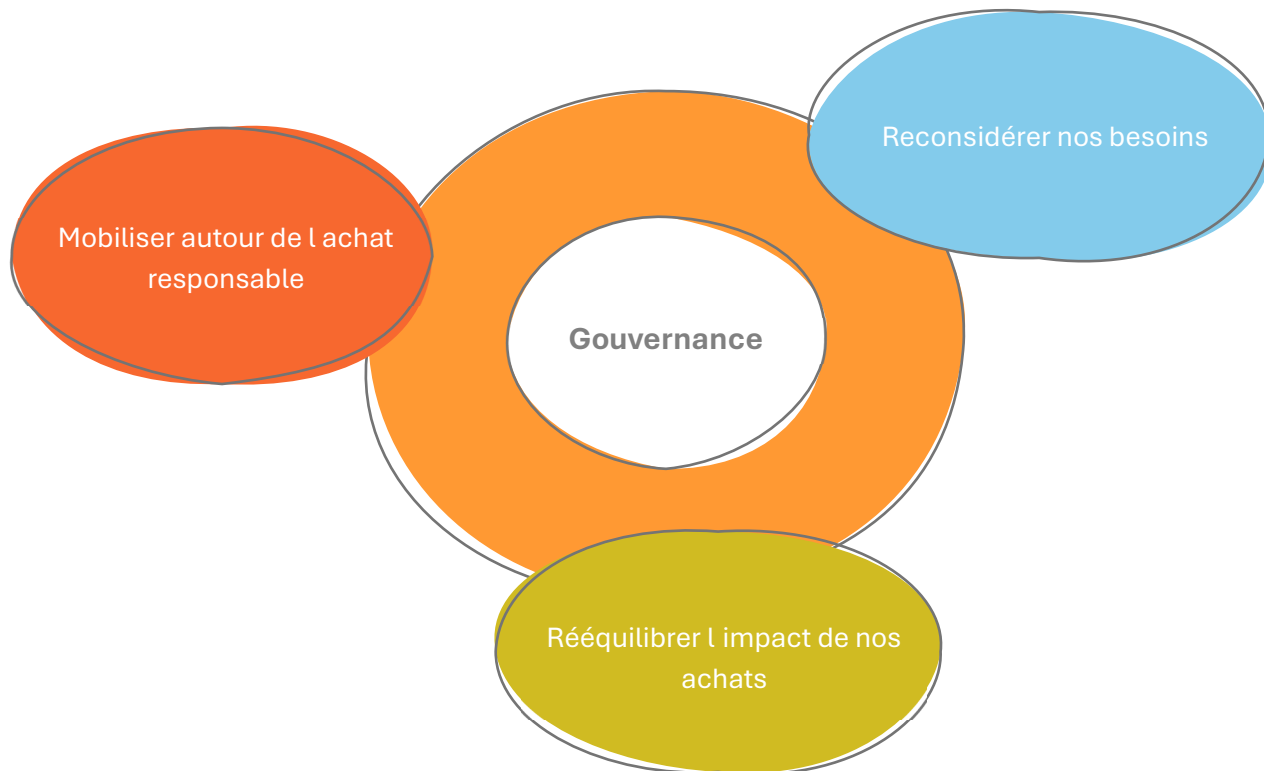 Reconsidérer nos besoins
Mobiliser autour de l achat
responsable
Gouvernance
Rééquilibrer l impact de nos
achats